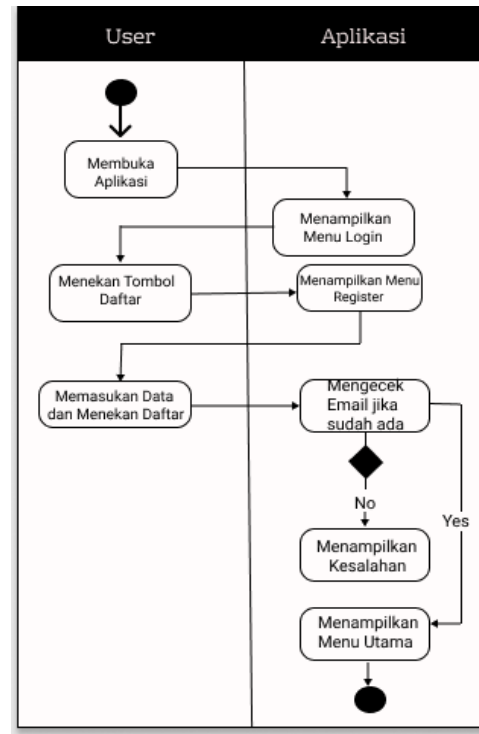 User
Aplikasi
Membuka
Aplikasi
Menampilkan
Menu Login
Menekan Tombol
Daftar
Menampilkan Menu
Register
Memasukan Data
dan Menekan Daftar
Mengecek
Email jika
sudah ada
No
Yes
Menampilkan
Kesalahan
Menampilkan
Menu Utama